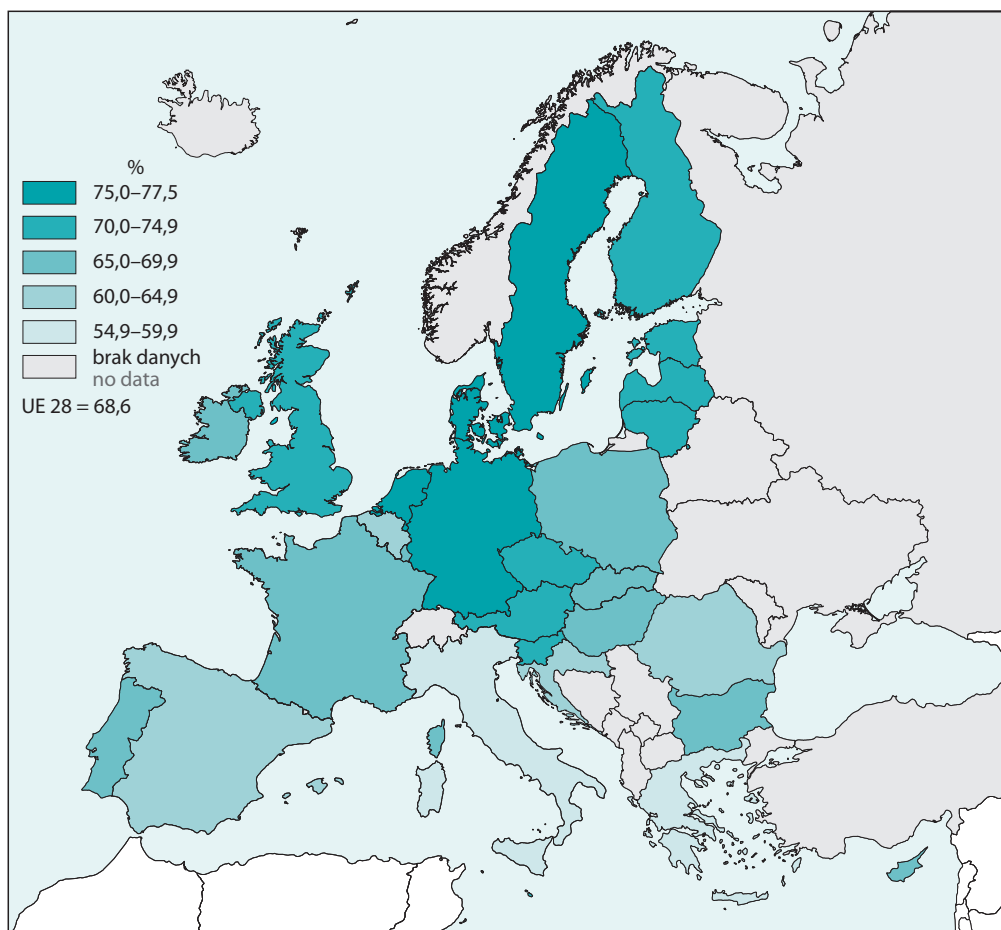 %
75,0–77,5
70,0–74,9
65,0–69,9
60,0–64,9
54,9–59,9
brak danych
no data
UE 28 = 68,6